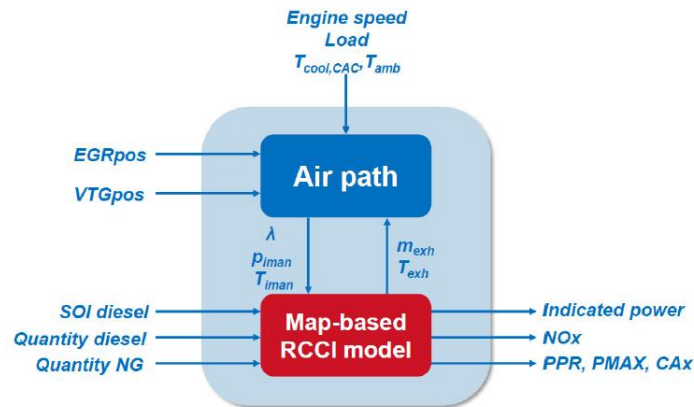 Engine speed
Load
Tcool,CAC,Tamb
EGRpos
VTGpos
Air path
λ
piman
Timan
mexh
Texh
SOI diesel
Quantity diesel
Quantity NG
Map-based
RCCI model
Indicated power
NOx
PPR, PMAX, CAx